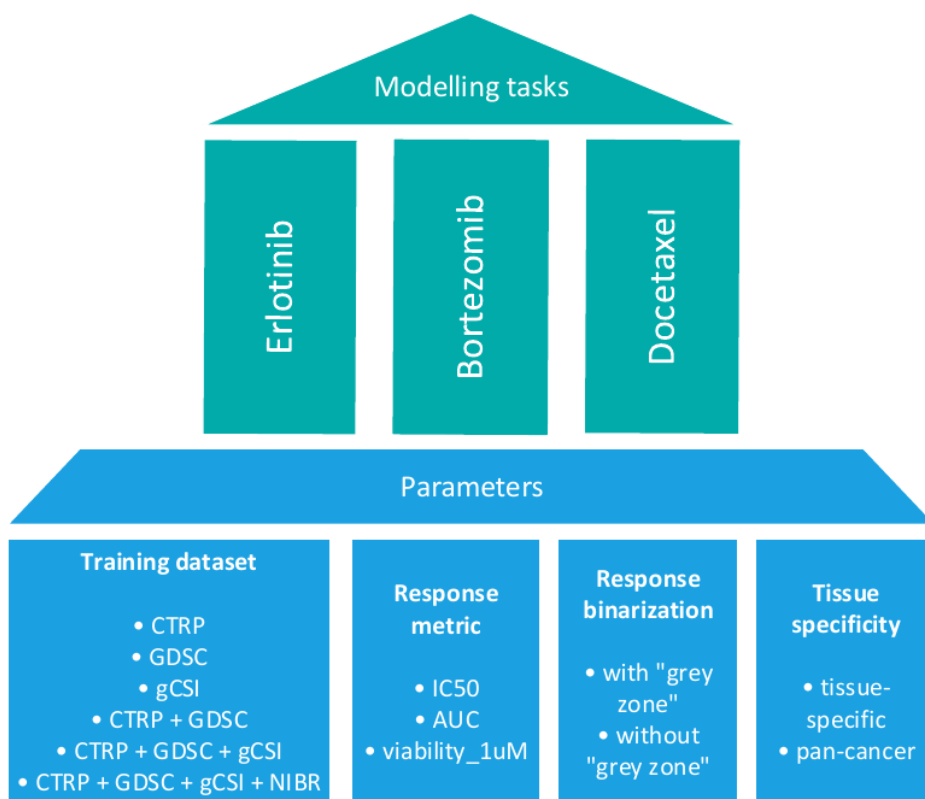 Modelling tasks
Erlotinib
Bortezomib
Docetaxel
Parameters
Training dataset
• CTRP
• GDSC
• gCSI
• CTRP + GDSC
• CTRP + GDSC + gCSI
• CTRP + GDSC + gCSI + NIBR
Response
metric
• IC50
• AUC
• viability_1uM
Response
binarization
• with "grey
zone"
• without
"grey zone"
Tissue
specificity
• tissue-
specific
• pan-cancer